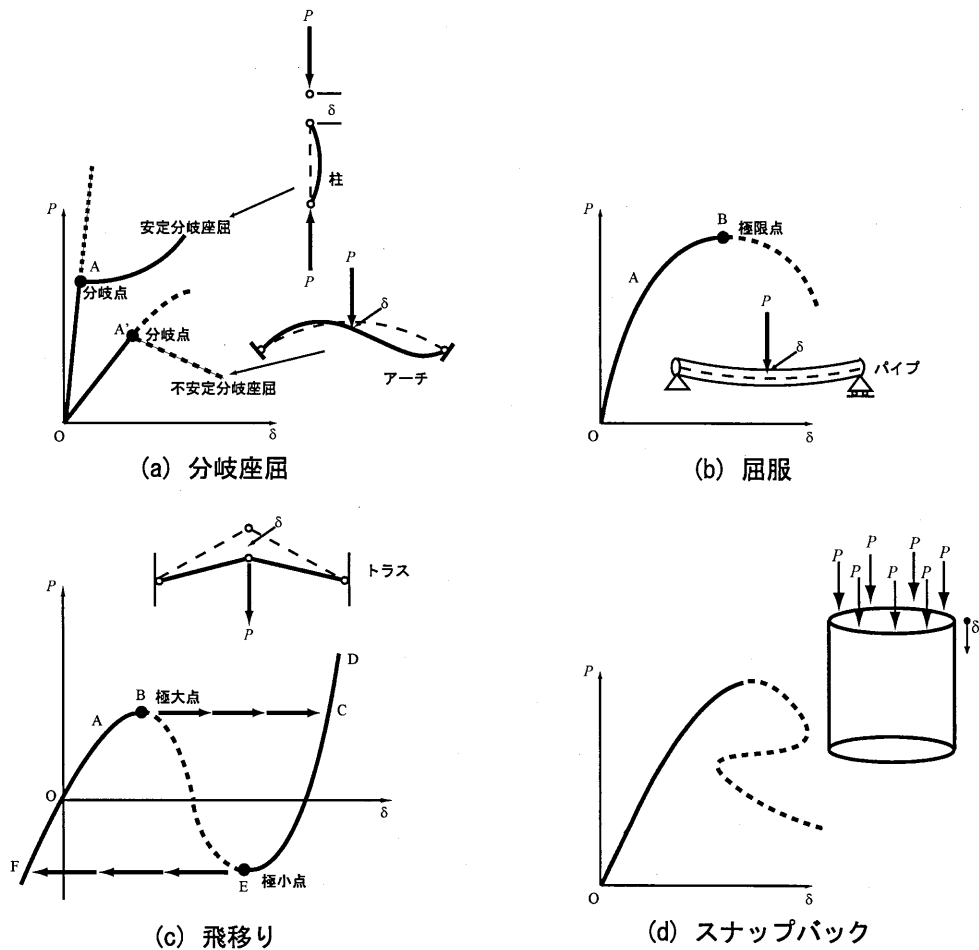 P
δ
柱
P
P
安定分岐座屈
A
分岐点
A'
分岐点
P
δ
アーチ
不安定分岐座屈
O
δ
(a) 分岐座屈
P
B
極限点
A
P
δ
パイプ
O
δ
(b) 屈服
δ
トラス
P
P
D
B
極大点
A
C
O
δ
F
E
極小点
(c) 飛移り
P
P
P
P
P
P
P
δ
P
O
δ
(d) スナップバック